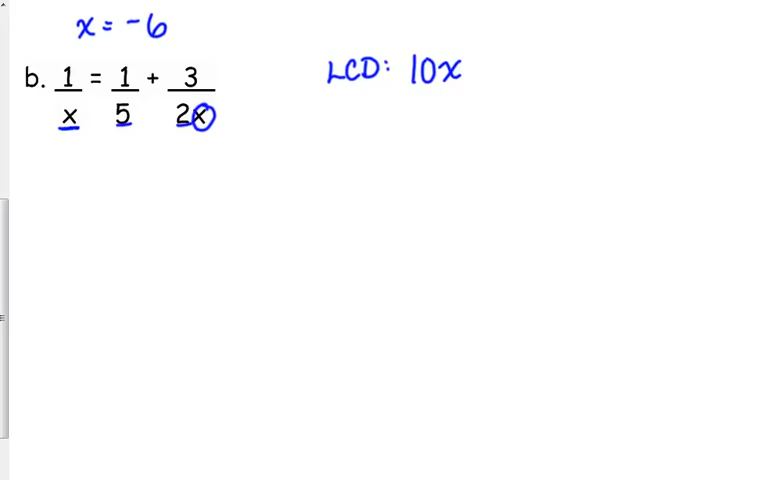 x = -6
b. 1/x = 1/5 + 3/2x
LCD: 10x